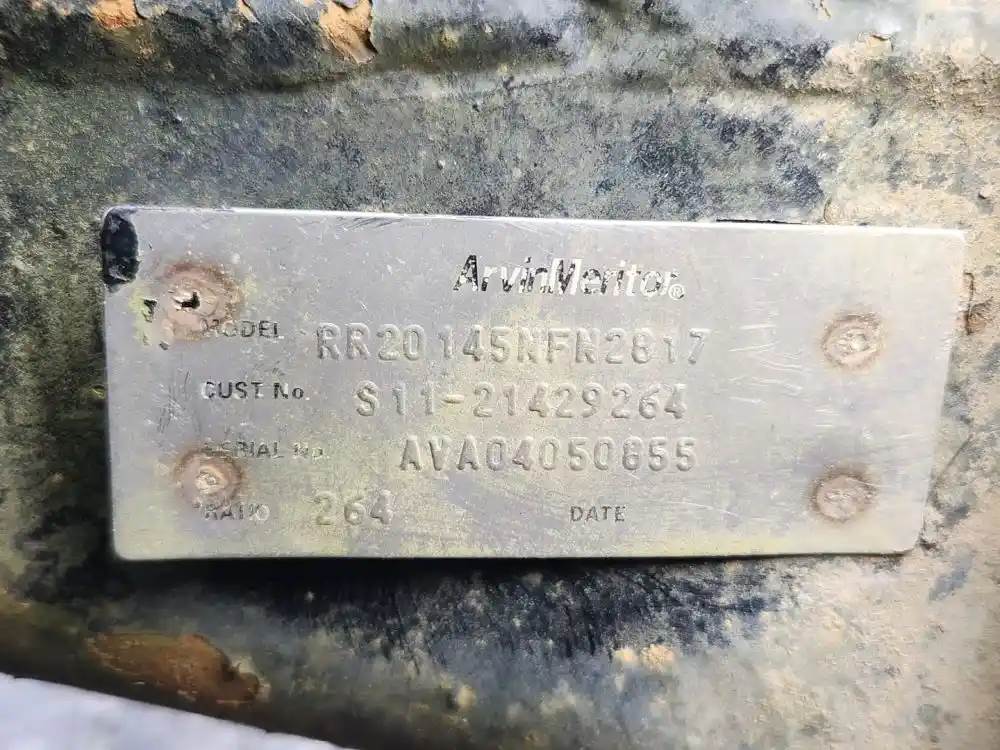 ArvinMeritor®
MODEL RR20145NFN2817
CUST. No. S11-21429264
SERIAL No. AVA04050855
RATIO 264 DATE